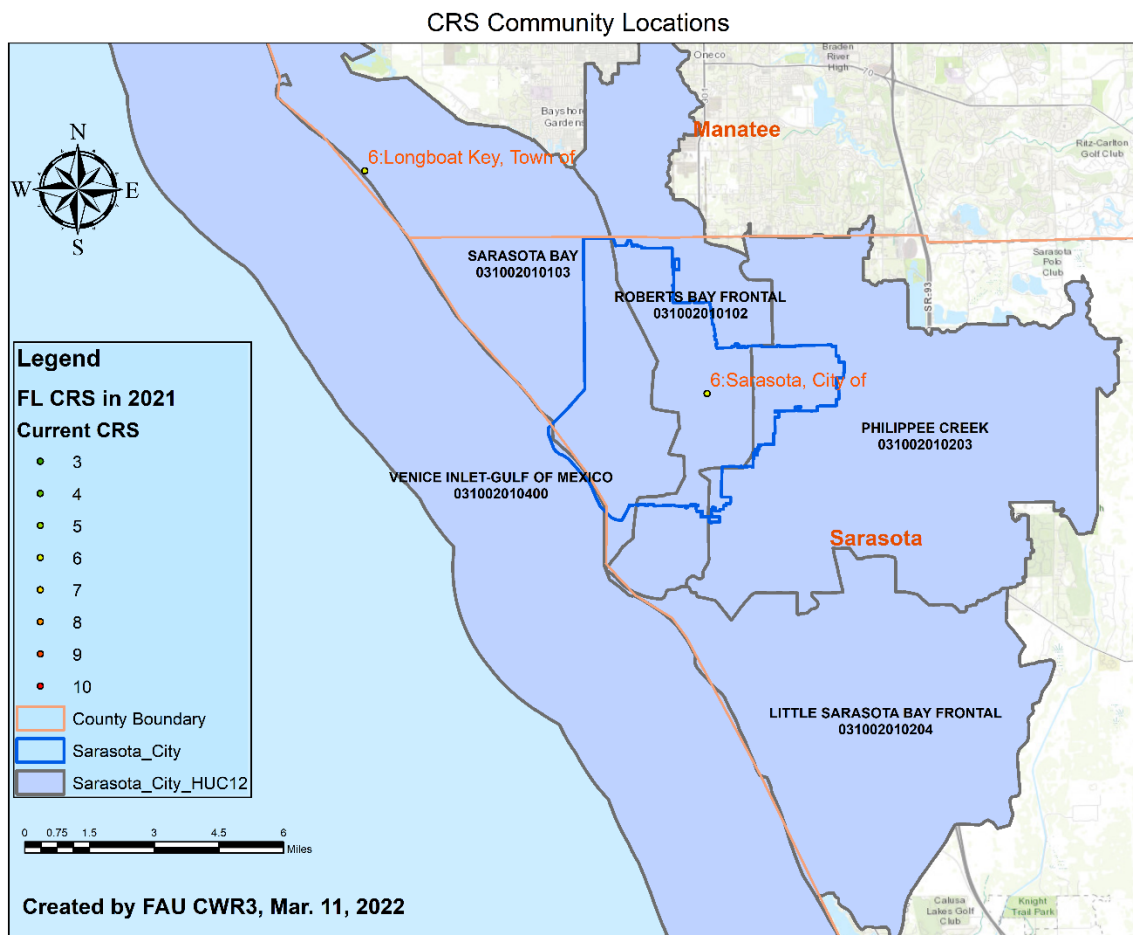 CRS Community Locations
Oneco
Braden
River
High
70
301
Bayshore
Gardens
Manatee
Ritz-Carlton
Golf Club
6:Longboat Key, Town of
N
W
E
S
SARASOTA BAY
031002010103
Sarasota
Polo
Club
SR-93
ROBERTS BAY FRONTAL
031002010102
6:Sarasota, City of
PHILIPPEE CREEK
031002010203
VENICE INLET-GULF OF MEXICO
031002010400
Sarasota
LITTLE SARASOTA BAY FRONTAL
031002010204
Legend
FL CRS in 2021
Current CRS
3
4
5
6
7
8
9
10
County Boundary
Sarasota_City
Sarasota_City_HUC12
0 0.75 1.5 3 4.5 6
Miles
Created by FAU CWR3, Mar. 11, 2022
Calusa
Lakes Golf
Club
Knight
Trail Park